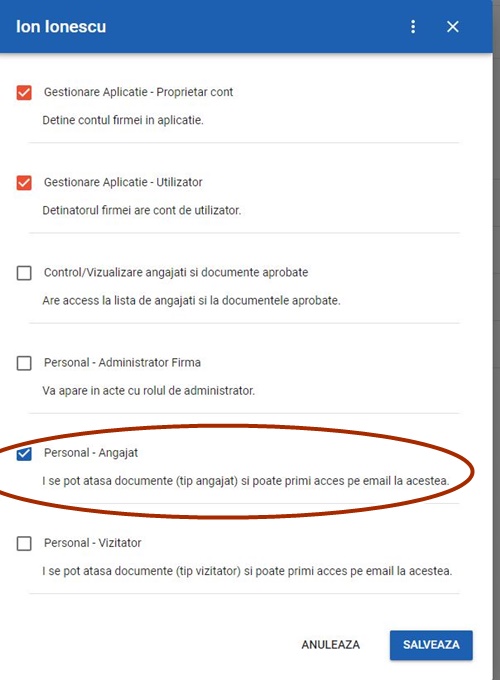 Ion Ionescu
Gestionare Aplicatie - Proprietar cont
Detine contul firmei in aplicatie.
Gestionare Aplicatie - Utilizator
Detinatorul firmei are cont de utilizator.
Control/Vizualizare angajati si documente aprobate
Are access la lista de angajati si la documentele aprobate.
Personal - Administrator Firma
Va apare in acte cu rolul de administrator.
Personal - Angajat
I se pot atasa documente (tip angajat) si poate primi acces pe email la acestea.
Personal - Vizitator
I se pot atasa documente (tip vizitator) si poate primi acces pe email la acestea.
ANULEAZA SALVEAZA